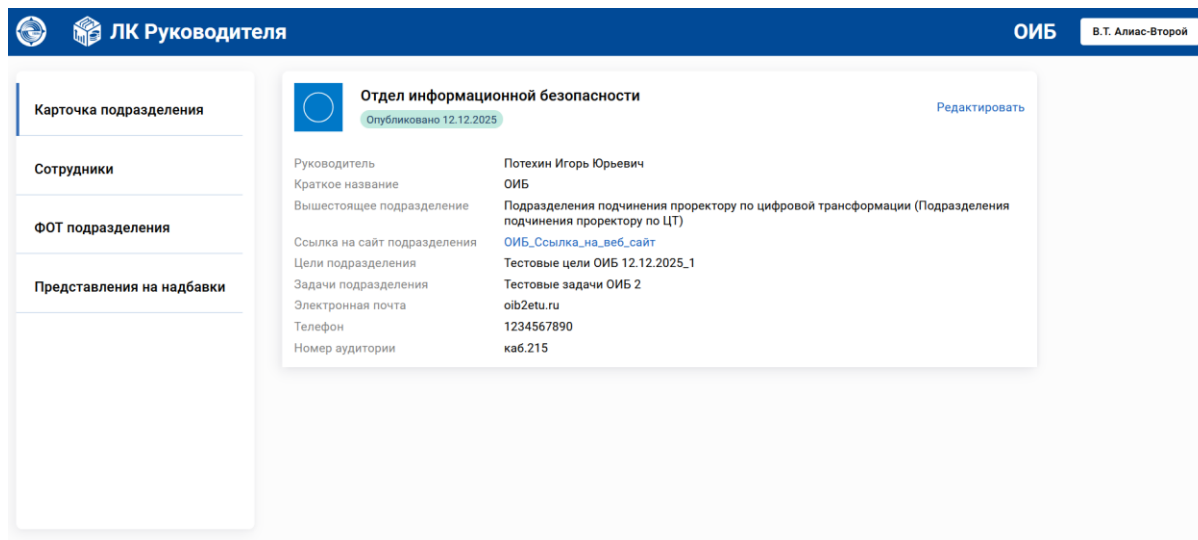 ЛК Руководителя
ОИБ
В.Т. Алиас-Второй
Карточка подразделения
Сотрудники
ФОТ подразделения
Представления на надбавки
Отдел информационной безопасности
Опубликовано 12.12.2025
Редактировать
Руководитель Потехин Игорь Юрьевич
Краткое название ОИБ
Вышестоящее подразделение Подразделения подчинения проректору по цифровой трансформации (Подразделения
подчинения проректору по ЦТ)
Ссылка на сайт подразделения ОИБ_Ссылка_на_веб_сайт
Цели подразделения Тестовые цели ОИБ 12.12.2025_1
Задачи подразделения Тестовые задачи ОИБ 2
Электронная почта oib2etu.ru
Телефон 1234567890
Номер аудитории каб.215